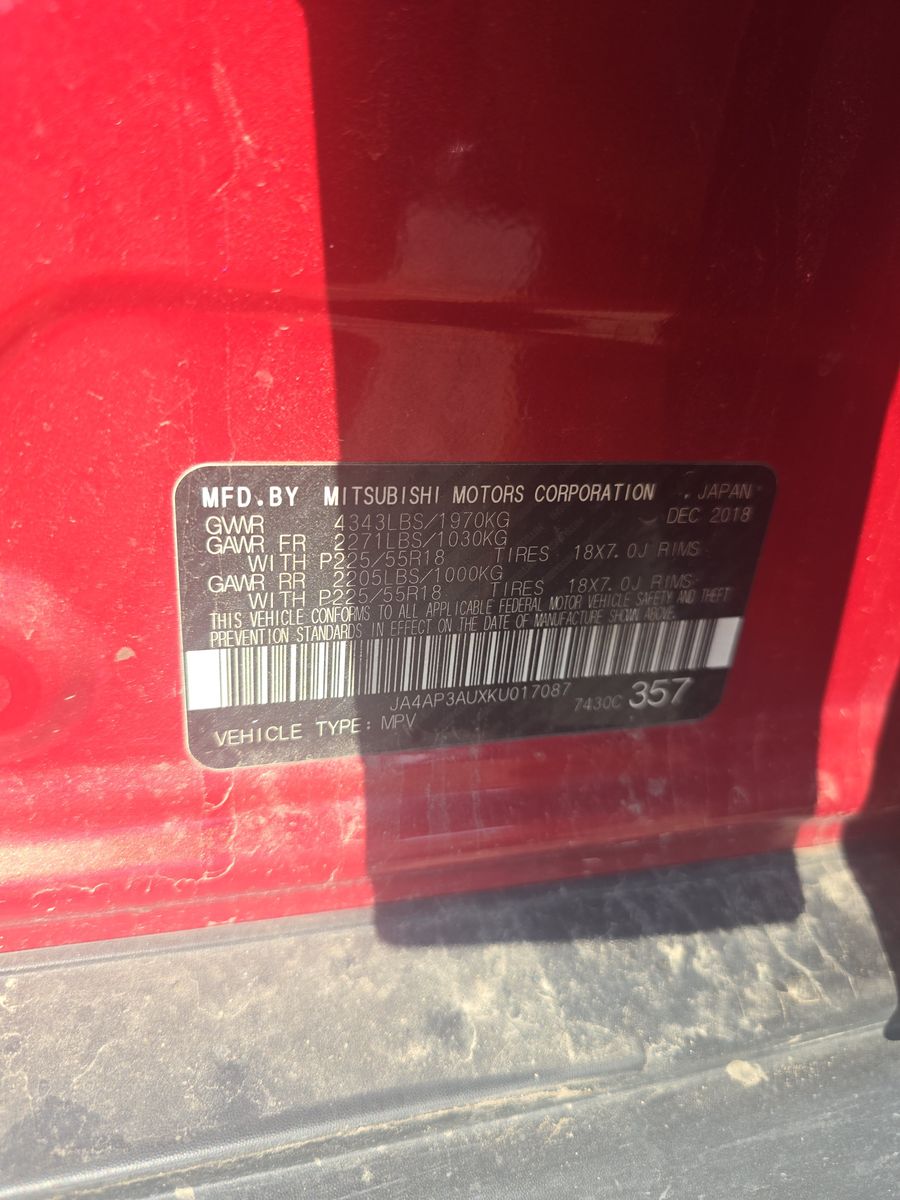 MFD.BY MITSUBISHI MOTORS CORPORATION JAPAN
GVWR 4343LBS/1970KG DEC 2018
GAWR FR 2271LBS/1030KG
WITH P225/55R18 TIRES 18X7.0J RIMS
GAWR RR 2205LBS/1000KG
WITH P225/55R18 TIRES 18X7.0J RIMS
THIS VEHICLE CONFORMS TO ALL APPLICABLE FEDERAL MOTOR VEHICLE SAFETY AND THEFT
PREVENTION STANDARDS IN EFFECT ON THE DATE OF MANUFACTURE SHOWN ABOVE.
JA4AP3AUXKU017087
VEHICLE TYPE: MPV 7430C 357